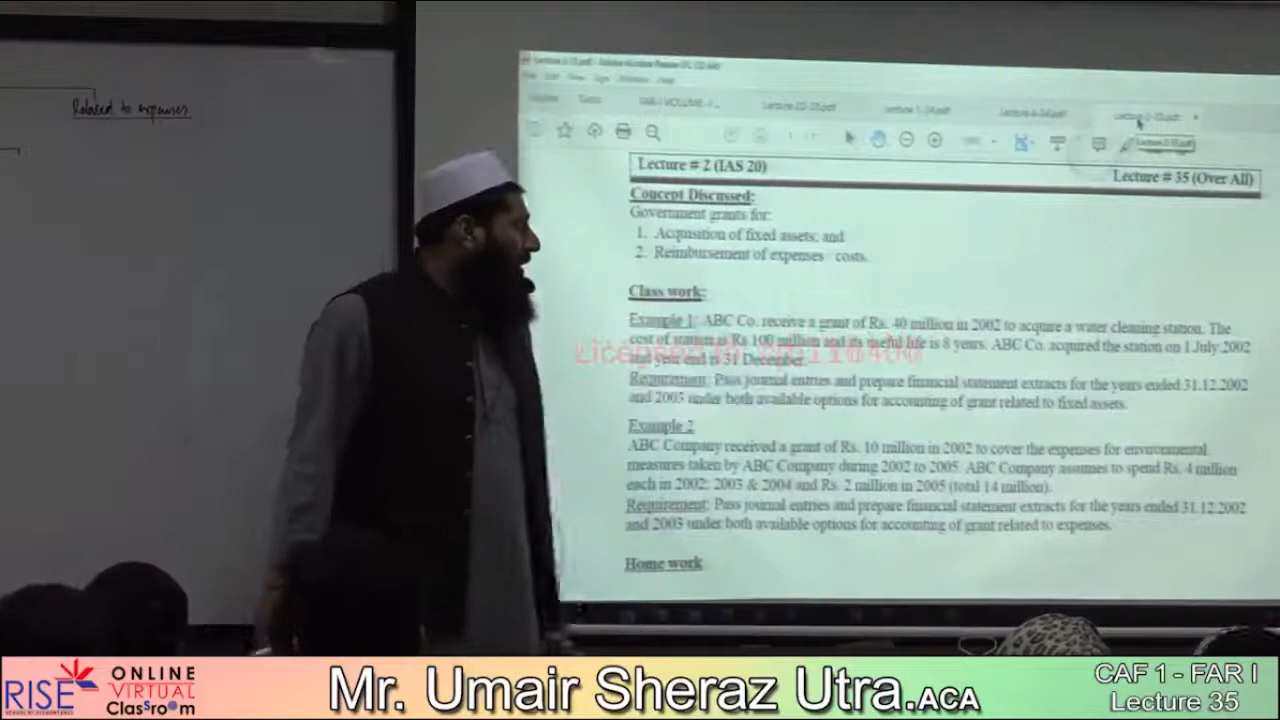 Related to expenses
Lecture # 2 (IAS 20)
Lecture # 35 (Over All)
Concept Discussed:
Government grants for:
1. Acquisition of fixed assets; and
2. Reimbursement of expenses costs.
Class work:
Example 1: ABC Co. receive a grant of Rs. 40 million in 2002 to acquire a water cleaning station. The
cost of station is Rs 100 million and its useful life is 8 years. ABC Co. acquired the station on 1 July 2002
and year end is 31 December.
Requirement: Pass journal entries and prepare financial statement extracts for the years ended 31.12.2002
and 2003 under both available options for accounting of grant related to fixed assets.
Example 2
ABC Company received a grant of Rs. 10 million in 2002 to cover the expenses for environmental
measures taken by ABC Company during 2002 to 2005. ABC Company assumes to spend Rs. 4 million
each in 2002; 2003 & 2004 and Rs. 2 million in 2005 (total 14 million).
Requirement: Pass journal entries and prepare financial statement extracts for the years ended 31.12.2002
and 2003 under both available options for accounting of grant related to expenses.
Home work
RISE
ONLINE
VIRTUAL
Classroom
Mr. Umair Sheraz Utra.ACA
CAF 1 - FAR I
Lecture 35